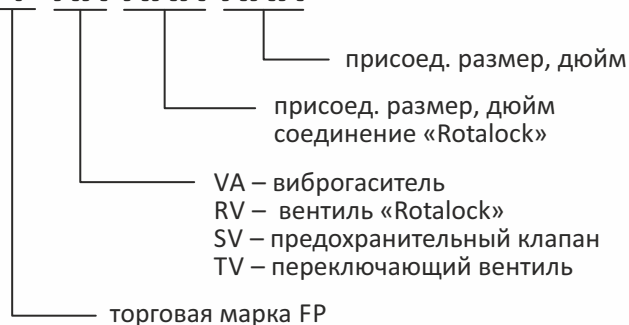 присоед. размер, дюйм
присоед. размер, дюйм
соединение «Rotalock»
VA – виброгаситель
RV – вентиль «Rotalock»
SV – предохранительный клапан
TV – переключающий вентиль
торговая марка FP